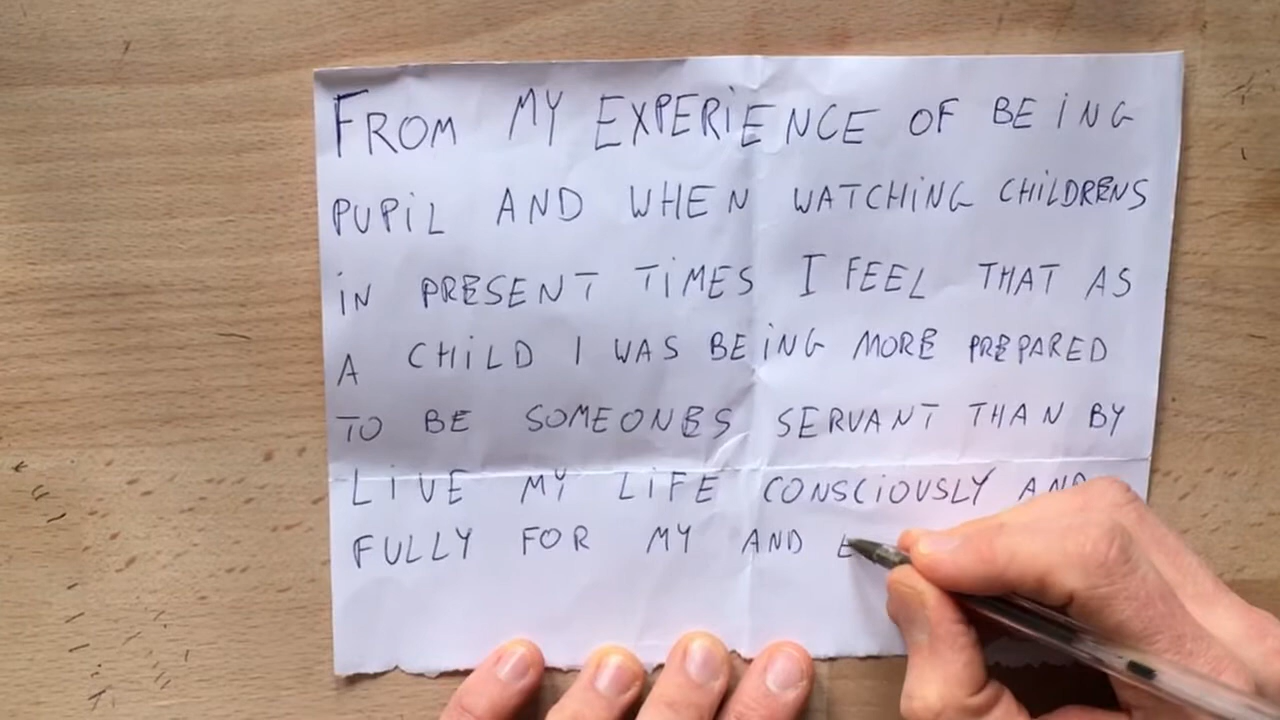 FROM MY EXPERIENCE OF BEING
PUPIL AND WHEN WATCHING CHILDRENS
IN PRESENT TIMES I FEEL THAT AS
A CHILD I WAS BEING MORE PREPARED
TO BE SOMEONES SERVANT THAN BY
LIVE MY LIFE CONSCIOUSLY AND
FULLY FOR MY AND